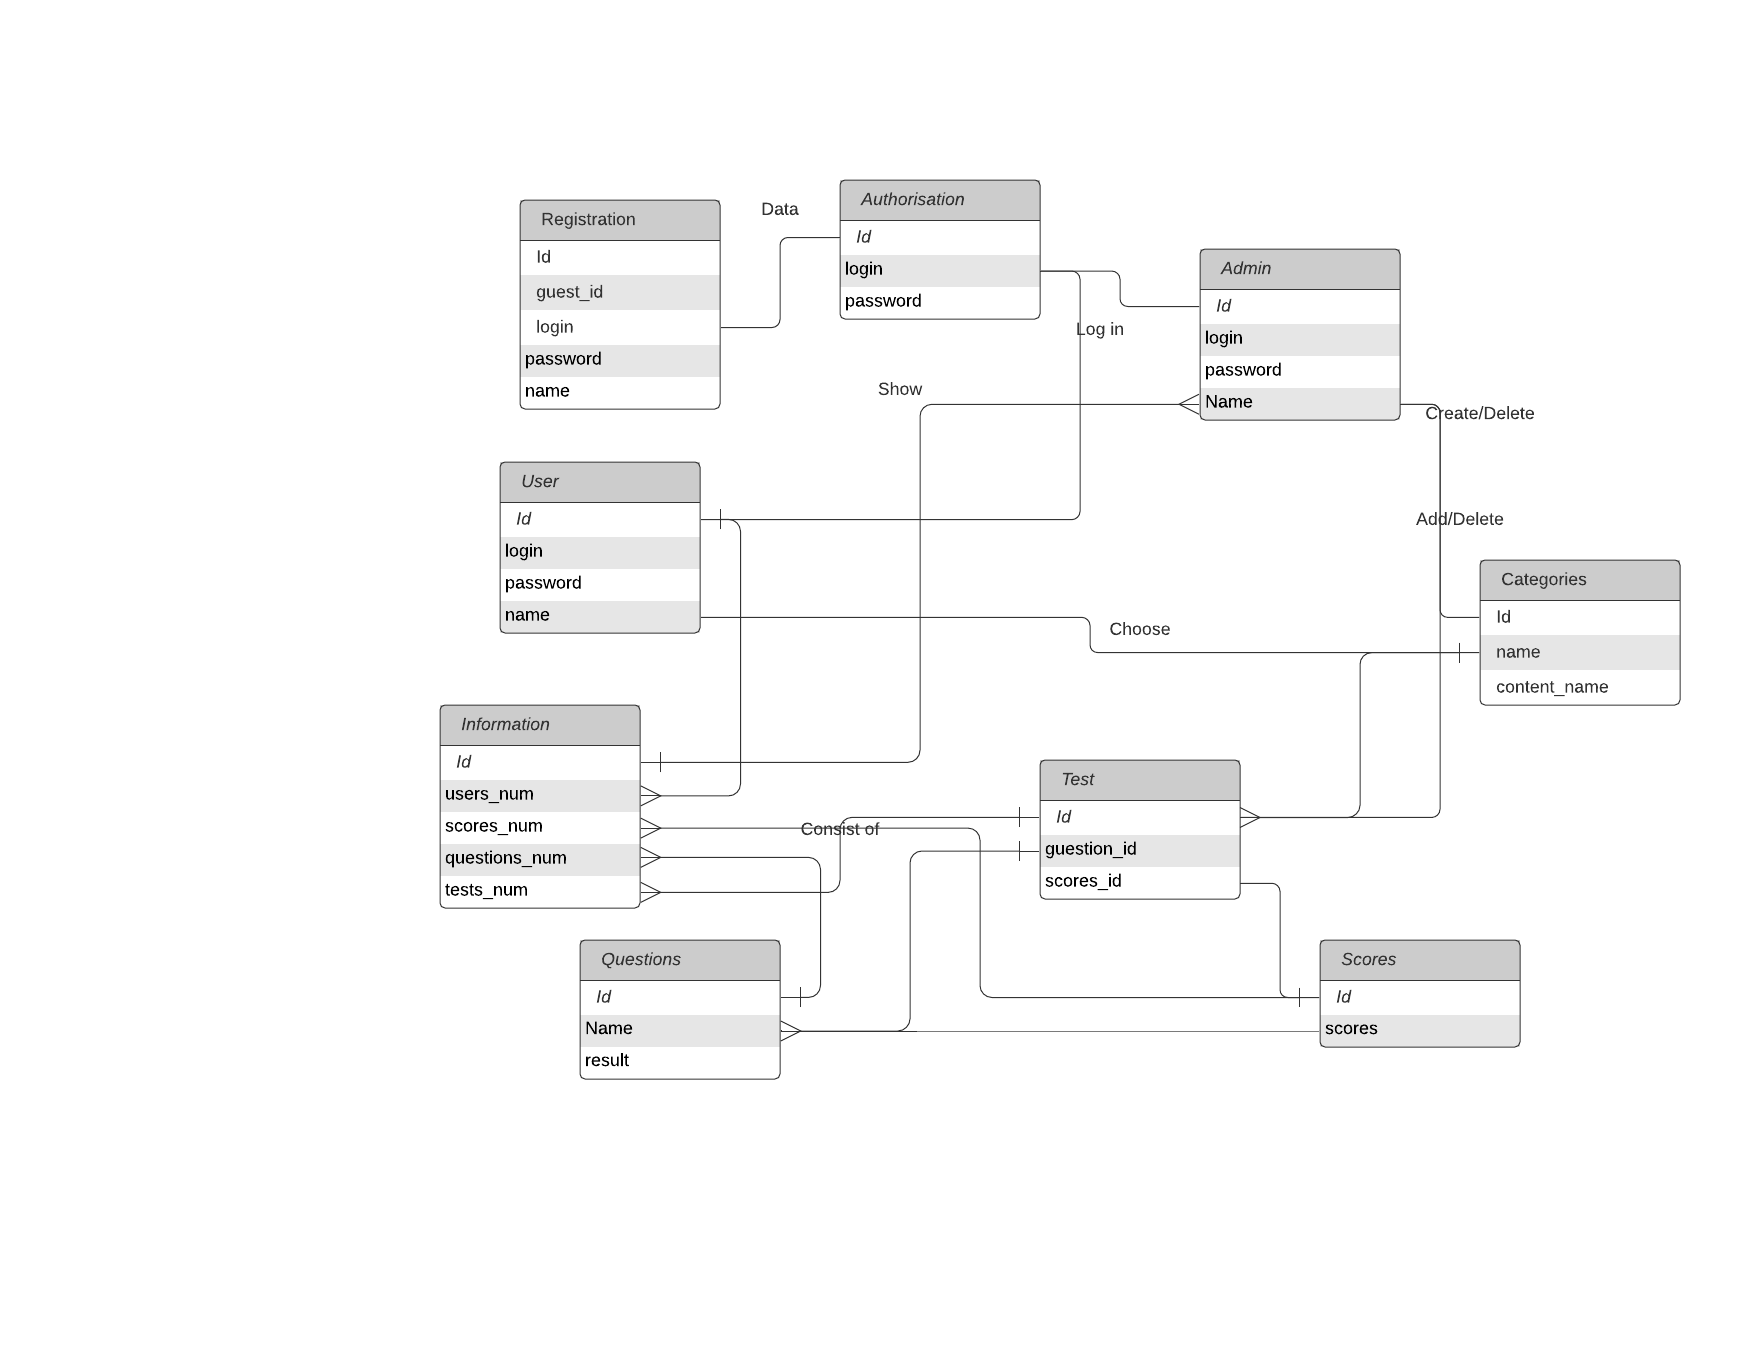 Registration
Id
guest_id
login
password
name
Data
Authorisation
Id
login
password
Log in
Admin
Id
login
password
Name
Show
Create/Delete
Add/Delete
User
Id
login
password
name
Choose
Categories
Id
name
content_name
Information
Id
users_num
scores_num
questions_num
tests_num
Consist of
Test
Id
guestion_id
scores_id
Questions
Id
Name
result
Scores
Id
scores